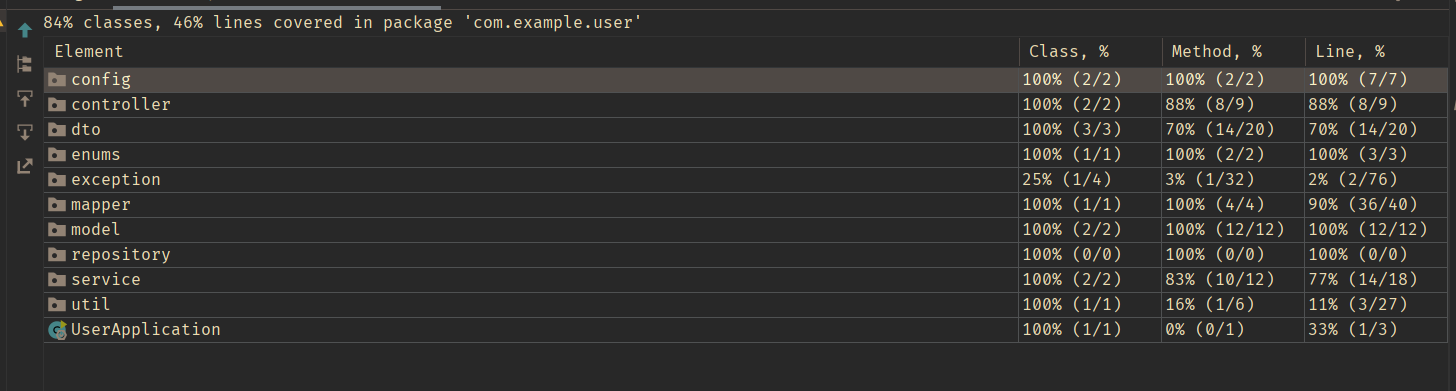 84% classes, 46% lines covered in package 'com.example.user'
Element Class, % Method, % Line, %
config 100% (2/2) 100% (2/2) 100% (7/7)
controller 100% (2/2) 88% (8/9) 88% (8/9)
dto 100% (3/3) 70% (14/20) 70% (14/20)
enums 100% (1/1) 100% (2/2) 100% (3/3)
exception 25% (1/4) 3% (1/32) 2% (2/76)
mapper 100% (1/1) 100% (4/4) 90% (36/40)
model 100% (2/2) 100% (12/12) 100% (12/12)
repository 100% (0/0) 100% (0/0) 100% (0/0)
service 100% (2/2) 83% (10/12) 77% (14/18)
util 100% (1/1) 16% (1/6) 11% (3/27)
UserApplication 100% (1/1) 0% (0/1) 33% (1/3)